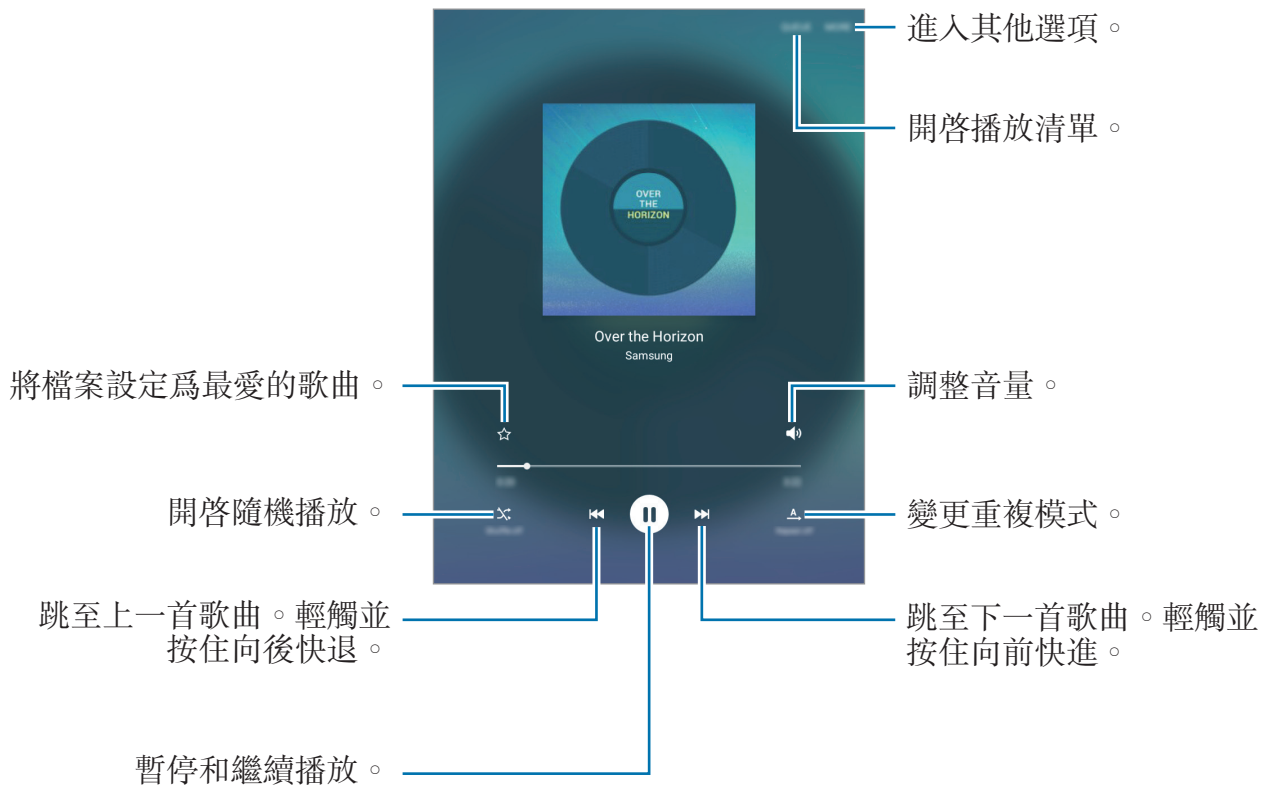 進入其他選項。
開啓播放清單。
OVER
THE
HORIZON
Over the Horizon
Samsung
將檔案設定爲最愛的歌曲。
調整音量。
開啓隨機播放。
A
變更重複模式。
跳至上一首歌曲。輕觸並
按住向後快退。
跳至下一首歌曲。輕觸並
按住向前快進。
暫停和繼續播放。